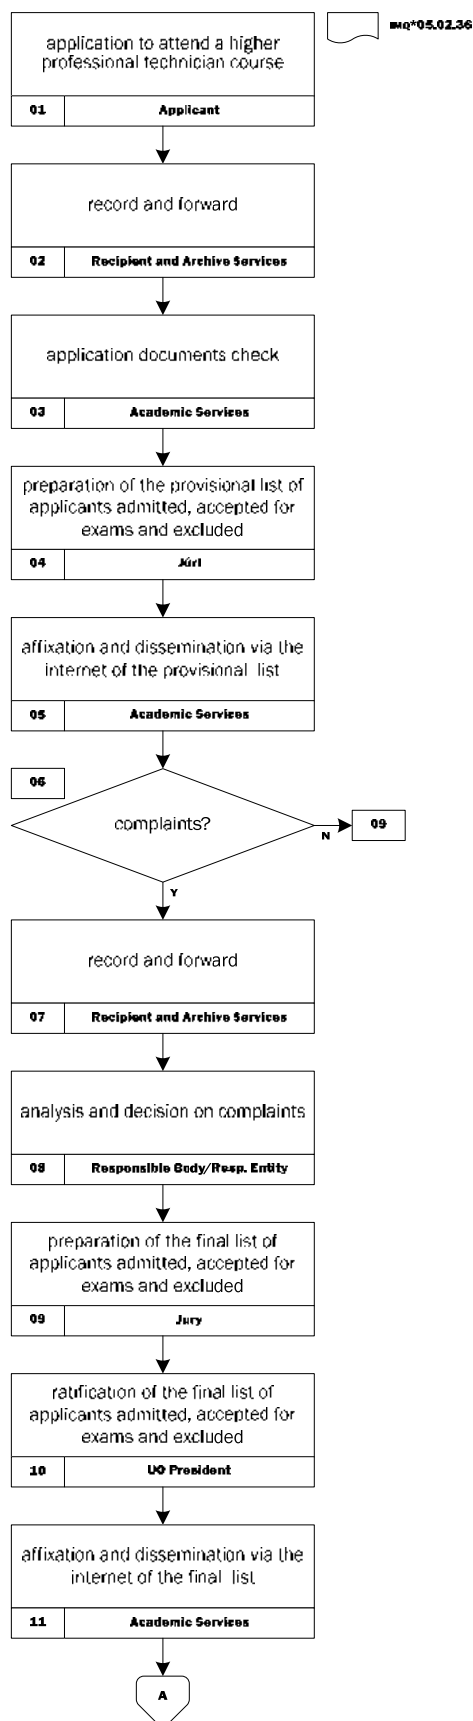 application to attend a higher
professional technician course
IMQ*05.02.36
01
Applicant
record and forward
02
Recipient and Archive Services
application documents check
03
Academic Services
preparation of the provisional list of
applicants admitted, accepted for
exams and excluded
04
Júri
affixation and dissemination via the
internet of the provisional list
05
Academic Services
06
complaints?
N
09
Y
record and forward
07
Recipient and Archive Services
analysis and decision on complaints
08
Responsible Body/Resp. Entity
preparation of the final list of
applicants admitted, accepted for
exams and excluded
09
Jury
ratification of the final list of
applicants admitted, accepted for
exams and excluded
10
UO President
affixation and dissemination via the
internet of the final list
11
Academic Services
A